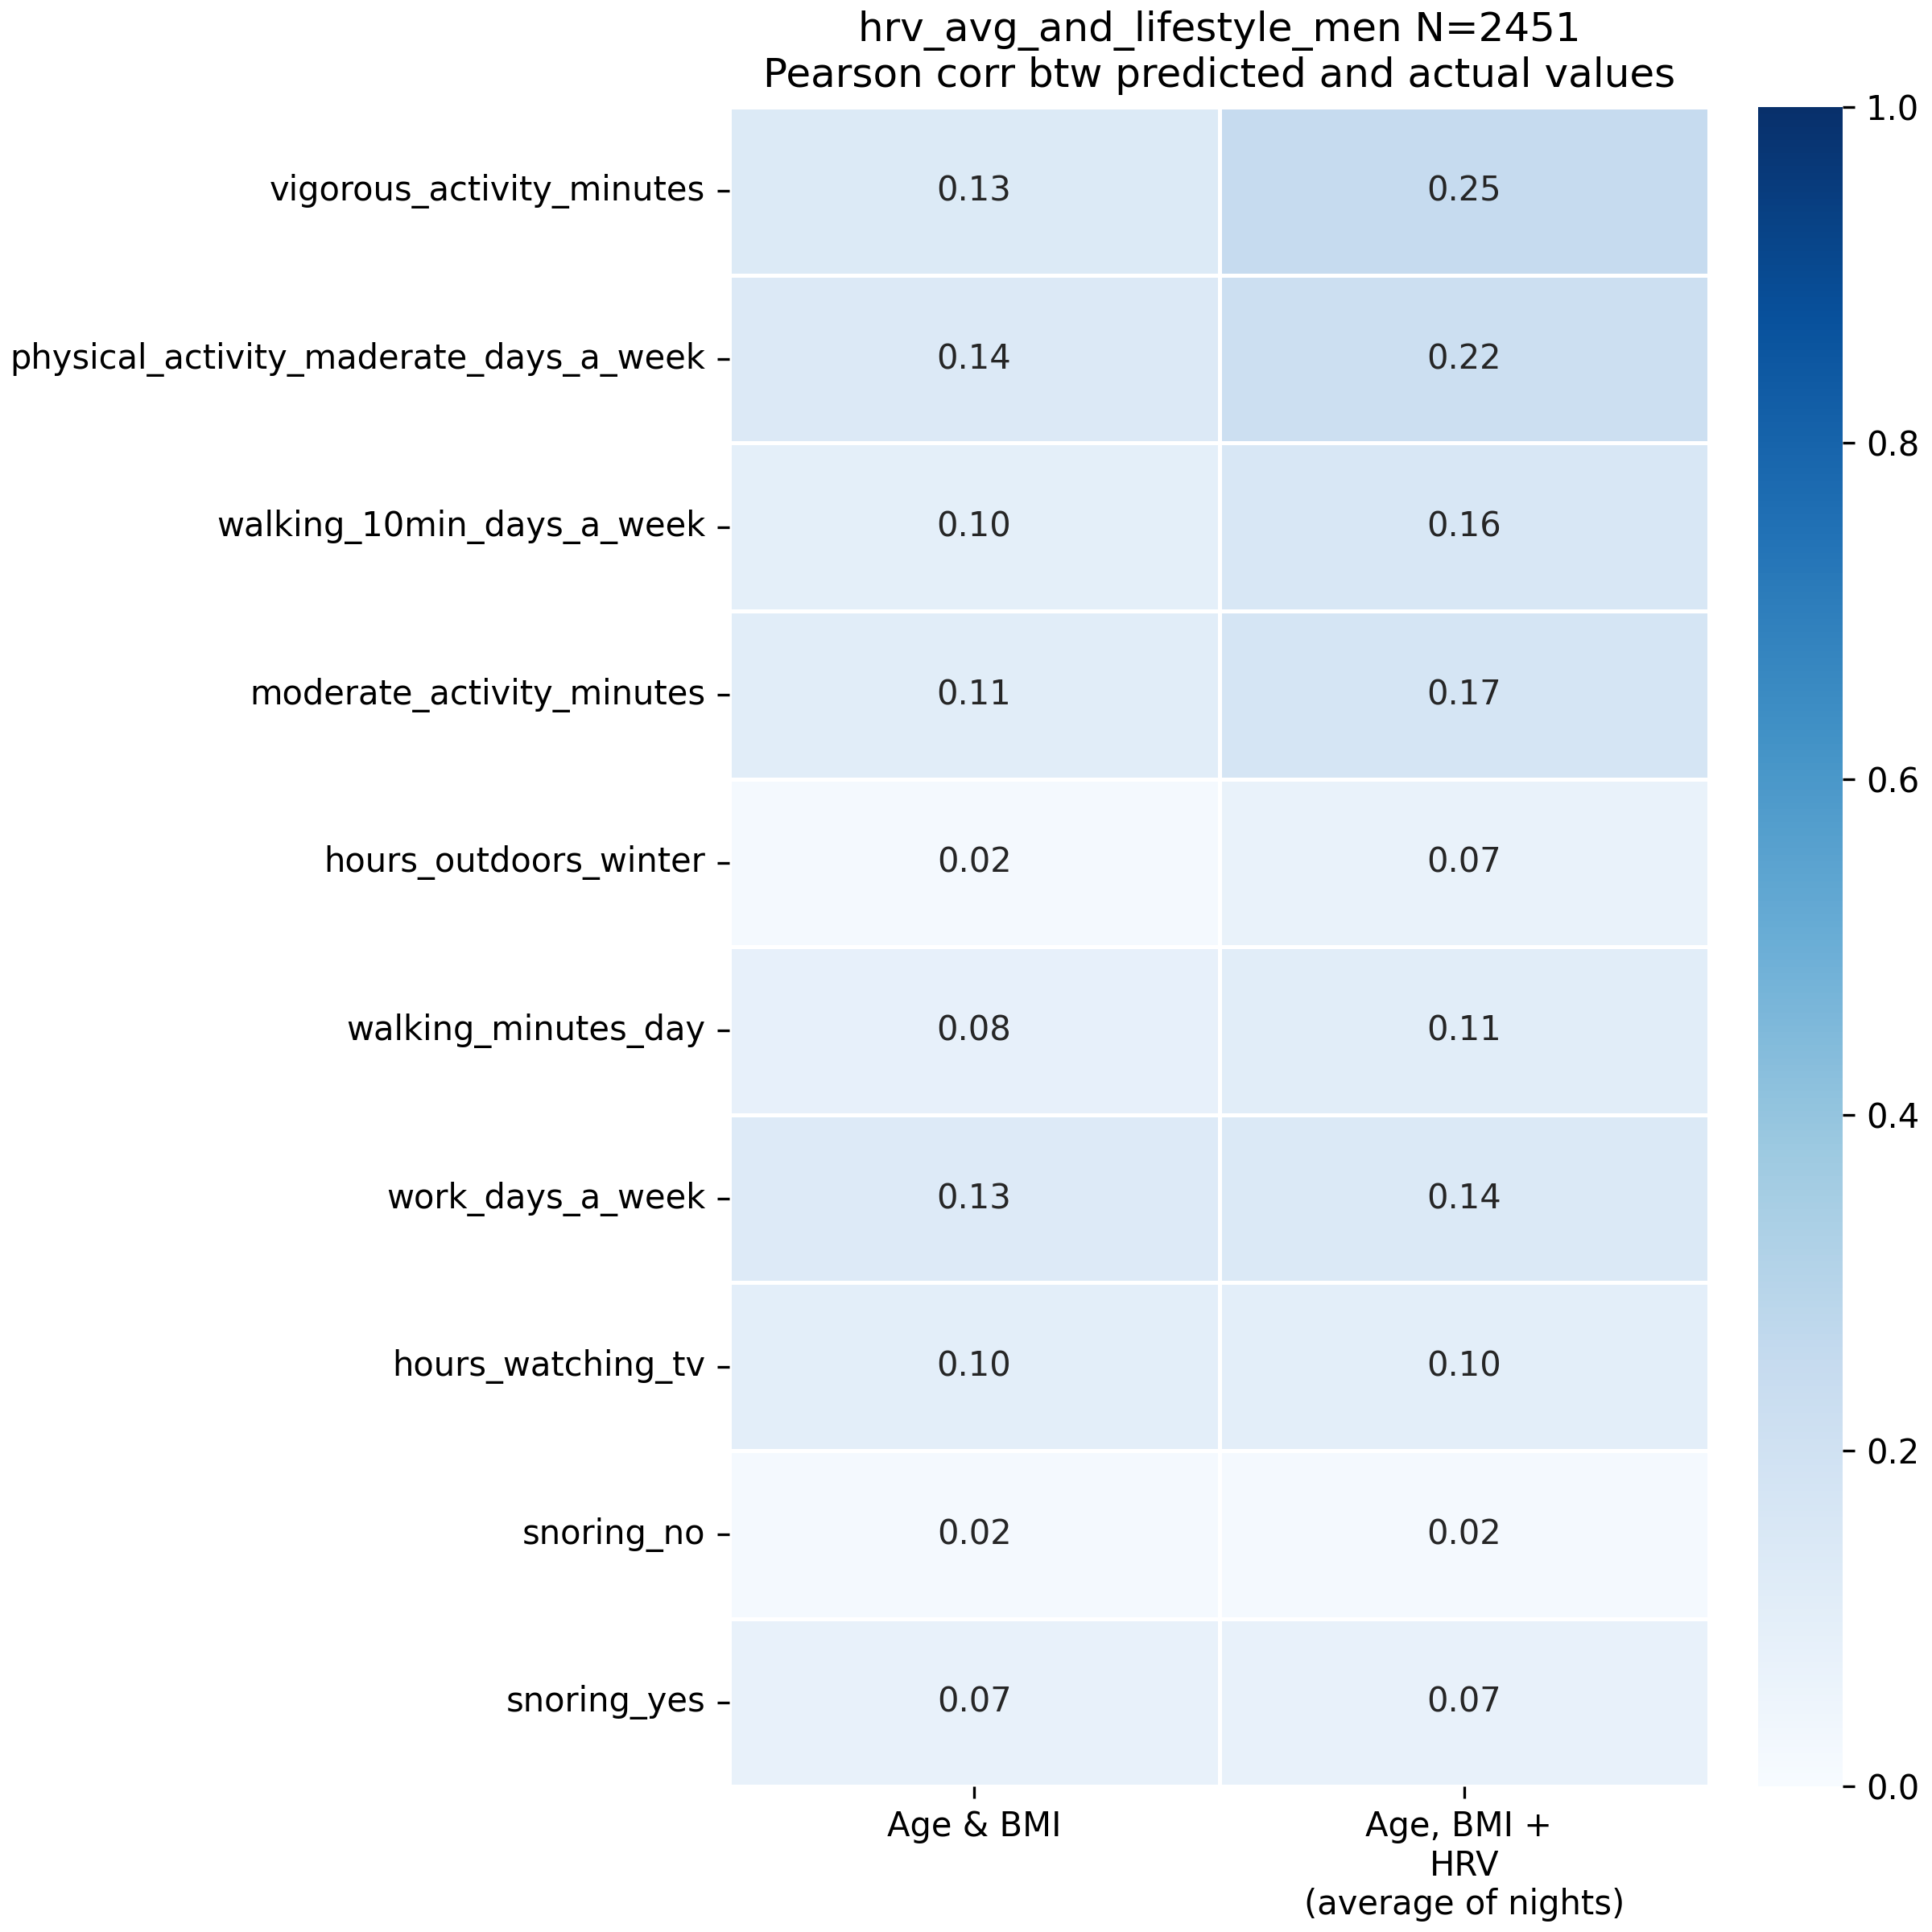 hrv_avg_and_lifestyle_men N=2451
Pearson corr btw predicted and actual values
vigorous_activity_minutes 0.13 0.25
physical_activity_maderate_days_a_week 0.14 0.22
walking_10min_days_a_week 0.10 0.16
moderate_activity_minutes 0.11 0.17
hours_outdoors_winter 0.02 0.07
walking_minutes_day 0.08 0.11
work_days_a_week 0.13 0.14
hours_watching_tv 0.10 0.10
snoring_no 0.02 0.02
snoring_yes 0.07 0.07
Age & BMI
Age, BMI +
HRV
(average of nights)
1.0
0.8
0.6
0.4
0.2
0.0